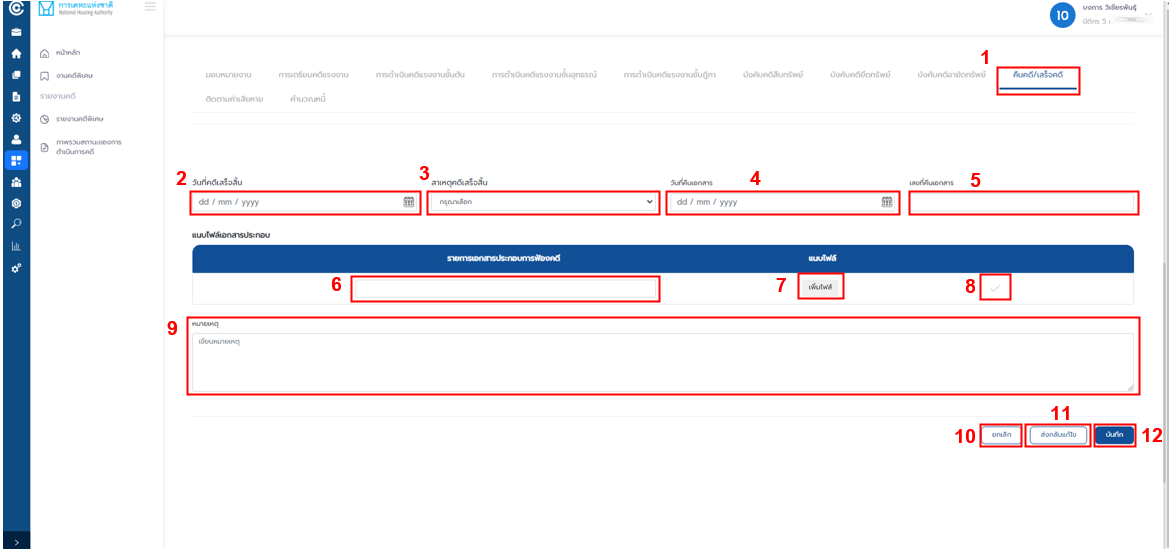 การเคหะแห่งชาติ
National Housing Authority
10
บงการ วิเชียรพันธุ์
นิติกร 5
หน้าหลัก
งานคดีพิเศษ
รายงานคดี
รายงานคดีพิเศษ
ภาพรวมสถานะของการ
ดำเนินการคดี
1
มอบหมายงาน การเตรียมคดีแรงงาน การดำเนินคดีแรงงานชั้นต้น การดำเนินคดีแรงงานชั้นอุทธรณ์ การดำเนินคดีแรงงานชั้นฎีกา บังคับคดีสืบทรัพย์ บังคับคดียึดทรัพย์ บังคับคดีอายัดทรัพย์ คืนคดี/เสร็จคดี
ติดตามค่าเสียหาย คำนวณหนี้
2 วันที่คดีเสร็จสิ้น 3 สาเหตุคดีเสร็จสิ้น วันที่คืนเอกสาร 4 เลขที่คืนเอกสาร 5
dd / mm / yyyy กรุณาเลือก dd / mm / yyyy
แนบไฟล์เอกสารประกอบ
รายการเอกสารประกอบการฟ้องคดี แนบไฟล์
6 7 เพิ่มไฟล์ 8
9 หมายเหตุ
เขียนหมายเหตุ
11
10 ยกเลิก ส่งกลับแก้ไข บันทึก 12